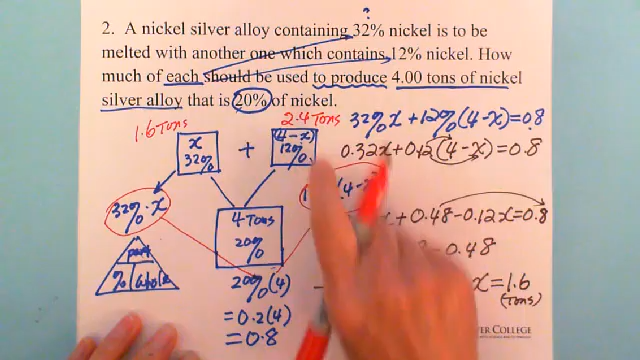 ?
2. A nickel silver alloy containing 32% nickel is to be
melted with another one which contains 12% nickel. How
much of each should be used to produce 4.00 tons of nickel
silver alloy that is 20% of nickel.
1.6 Tons
2.4 Tons
32%x + 12%(4-x) = 0.8
x
32%
+
(4-x)
12%
0.32x + 0.12(4-x) = 0.8
32%·x
4 Tons
20%
+ 0.48 - 0.12x = 0.8
part
% whole
20%(4)
- 0.48
= 0.2(4)
x = 1.6
(Tons)
= 0.8
VER COLLEGE